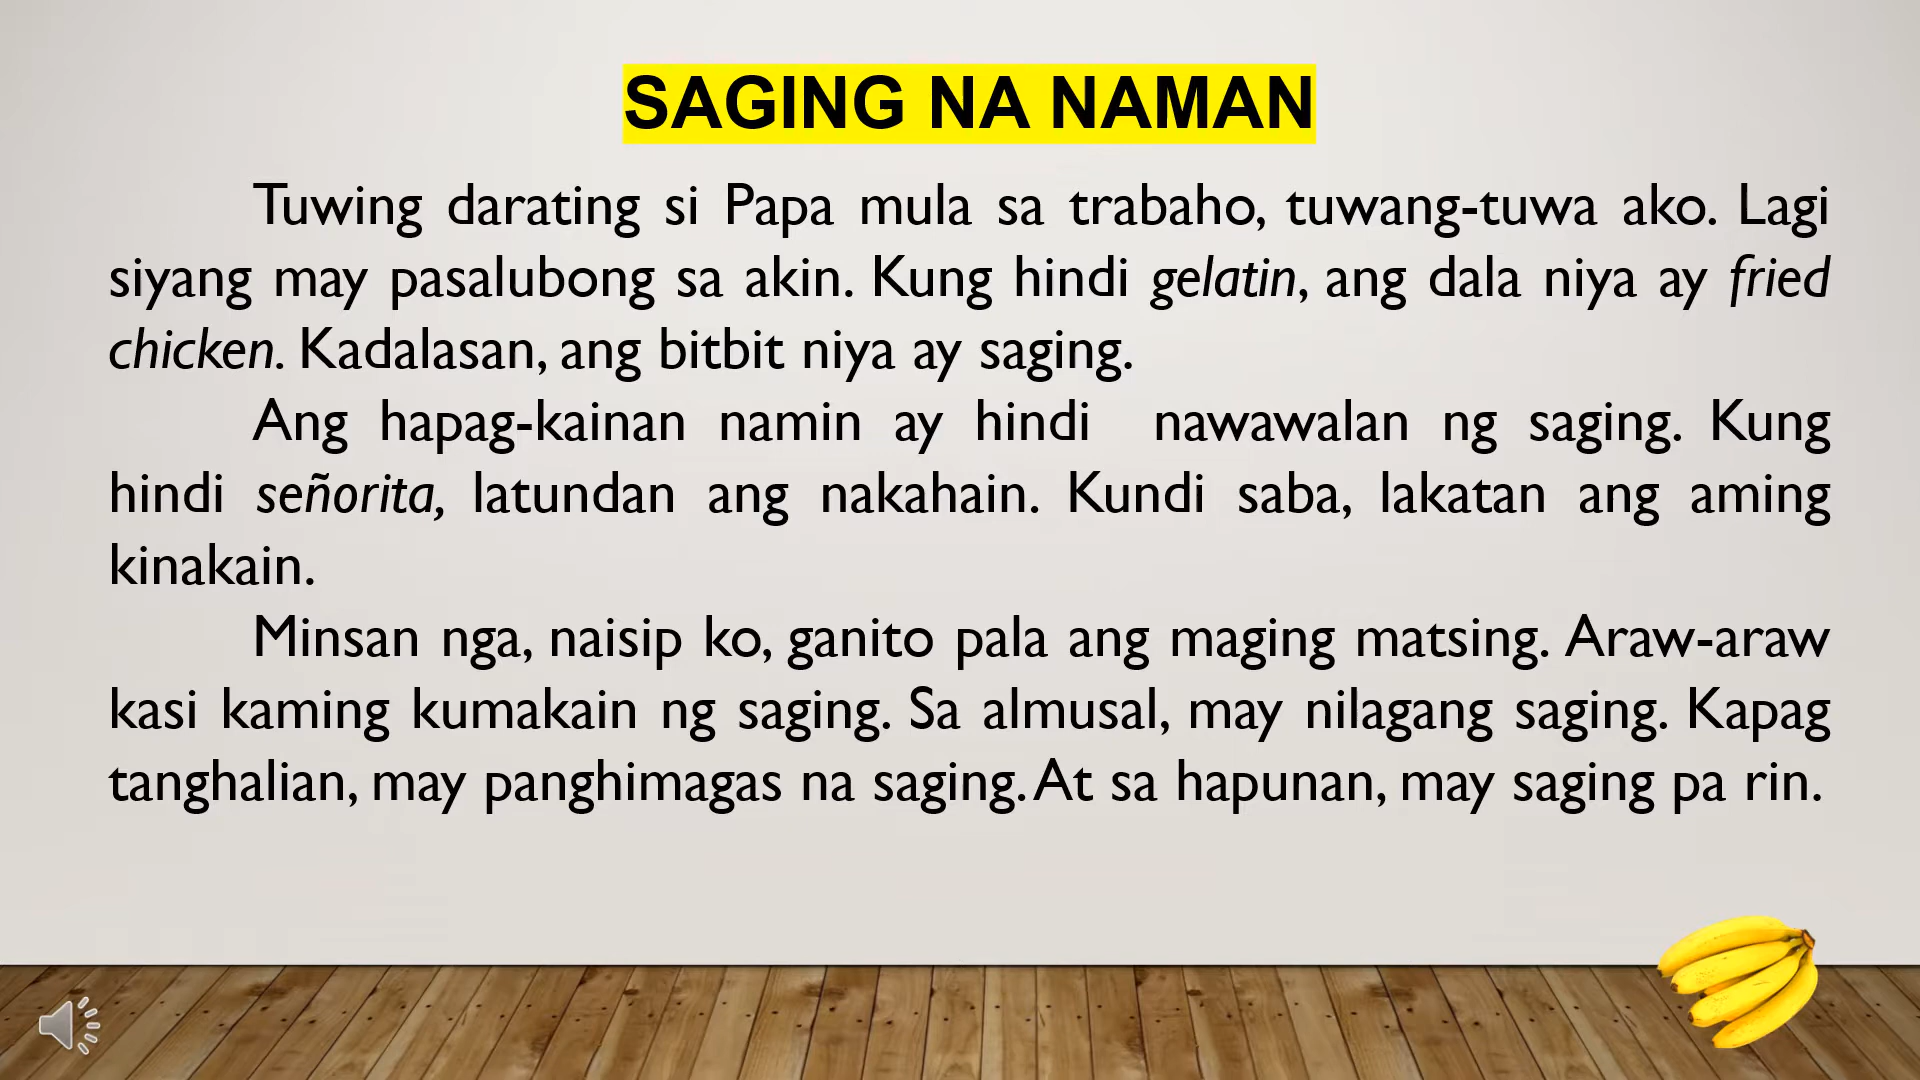 SAGING NA NAMAN
Tuwing darating si Papa mula sa trabaho, tuwang-tuwa ako. Lagi
siyang may pasalubong sa akin. Kung hindi gelatin, ang dala niya ay fried
chicken. Kadalasan, ang bitbit niya ay saging.
Ang hapag-kainan namin ay hindi nawawalan ng saging. Kung
hindi señorita, latundan ang nakahain. Kundi saba, lakatan ang aming
kinakain.
Minsan nga, naisip ko, ganito pala ang maging matsing. Araw-araw
kasi kaming kumakain ng saging. Sa almusal, may nilagang saging. Kapag
tanghalian, may panghimagas na saging. At sa hapunan, may saging pa rin.